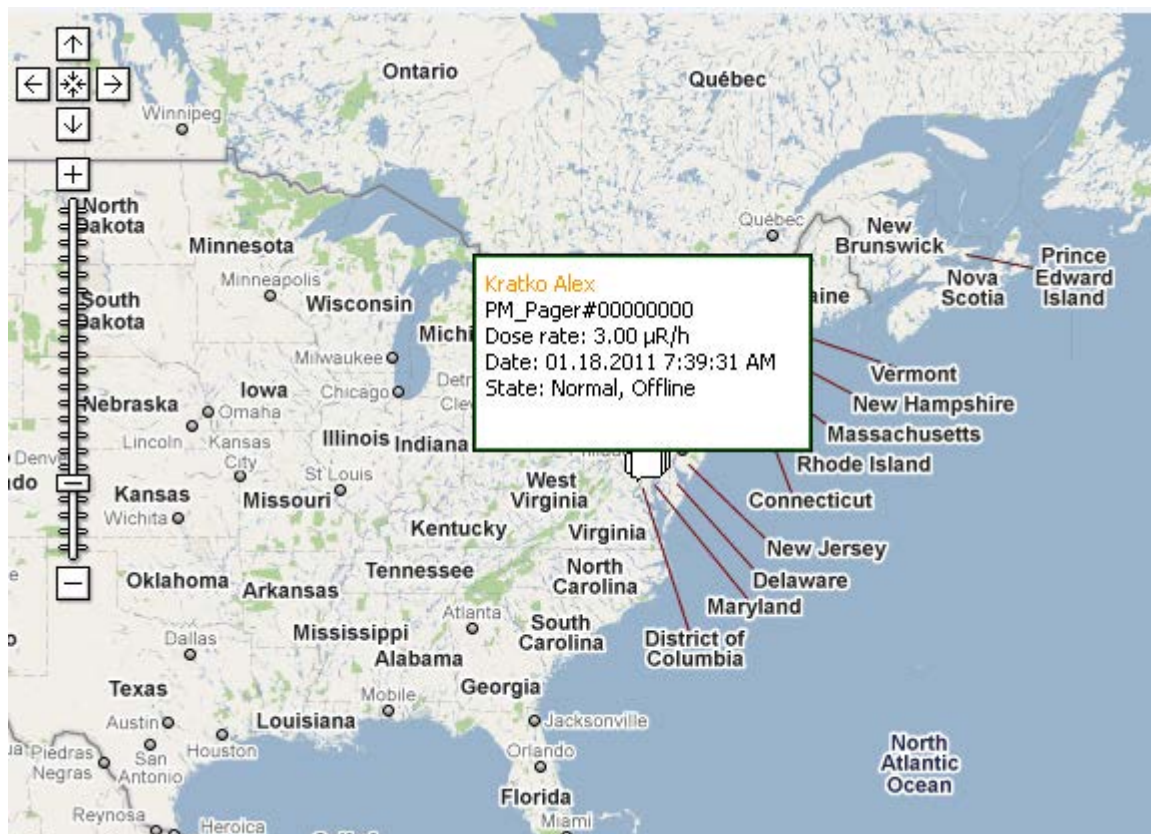 Ontario
Québec
Winnipeg
North
Dakota
Minnesota
Québec
New
Brunswick
Prince
Edward
Island
Nova
Scotia
Minneapolis
South
Dakota
Wisconsin
Kratko Alex
PM_Pager#00000000
Dose rate: 3.00 µR/h
Date: 01.18.2011 7:39:31 AM
State: Normal, Offline
Milwaukee
Vermont
Iowa
Chicago
New Hampshire
Nebraska
Omaha
Massachusetts
Lincoln
Kansas
City
Illinois
Indiana
Rhode Island
St Louis
West
Virginia
Connecticut
Kansas
Missouri
Wichita
Kentucky
Virginia
New Jersey
Oklahoma
Arkansas
Tennessee
North
Carolina
Delaware
Maryland
Atlanta
Dallas
Mississippi
South
Carolina
District of
Columbia
Alabama
Texas
Mobile
Georgia
Austin
Louisiana
Jacksonville
San
Antonio
Houston
Piedras
Negras
Orlando
North
Atlantic
Ocean
Florida
Reynosa
Heroica
Miami